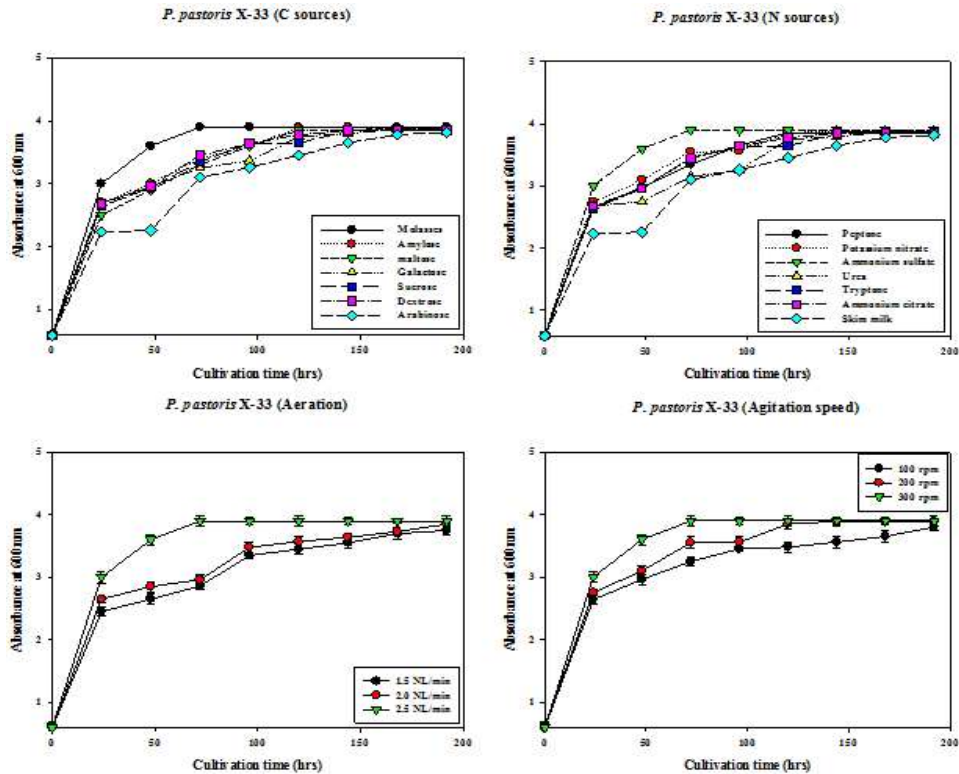 P. pastoris X-33 (C sources)
Absorbance at 600 nm
5
4
3
2
1
0
50
100
150
200
Cultivation time (hrs)
Molasses
Amylose
maltose
Galactose
Sucrose
Dextrose
Arabinose
P. pastoris X-33 (N sources)
Absorbance at 600 nm
5
4
3
2
1
0
50
100
150
200
Cultivation time (hrs)
Peptone
Potassium nitrate
Ammonium sulfate
Urea
Tryptone
Ammonium citrate
Skim milk
P. pastoris X-33 (Aeration)
Absorbance at 600nm
5
4
3
2
1
0
50
100
150
200
Cultivation time (hrs)
1.5 NL/min
2.0 NL/min
2.5 NL/min
P. pastoris X-33 (Agitation speed)
Absorbance at 600nm
5
4
3
2
1
0
50
100
150
200
Cultivation time (hrs)
100 rpm
200 rpm
300 rpm